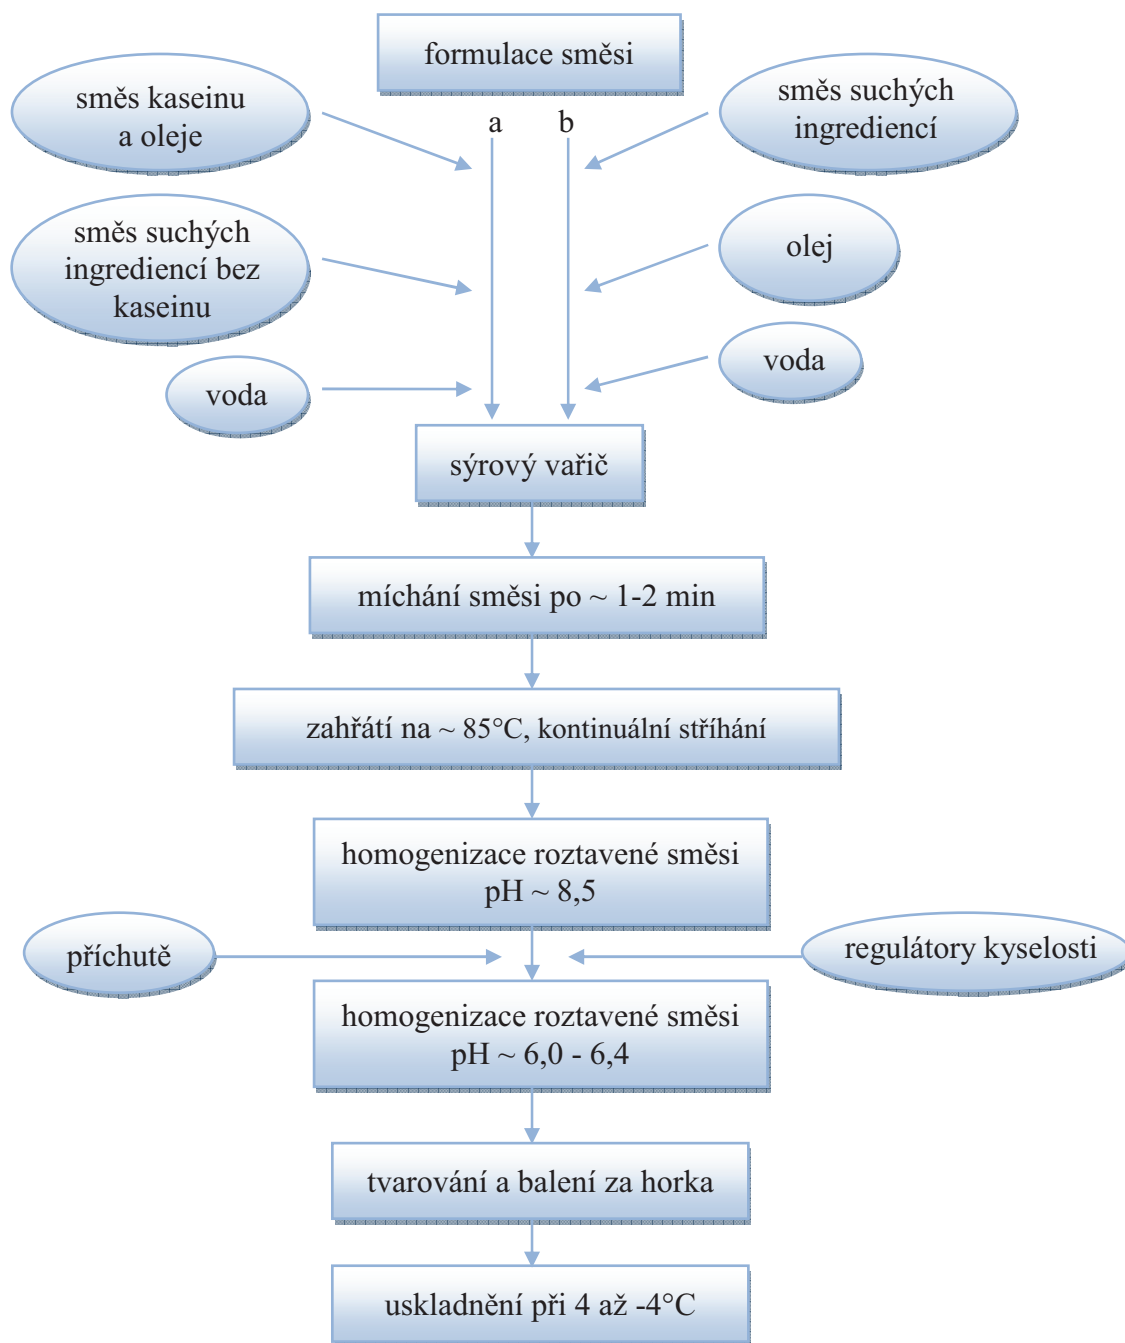 formulace směsi
směs kaseinu
a oleje
směs suchých
ingrediencí
a
b
směs suchých
ingrediencí bez
kaseinu
olej
voda
voda
sýrový vařič
míchání směsi po ~ 1-2 min
zahřátí na ~ 85°C, kontinuální stříhání
homogenizace roztavené směsi
pH ~ 8,5
příchutě
regulátory kyselosti
homogenizace roztavené směsi
pH ~ 6,0 - 6,4
tvarování a balení za horka
uskladnění při 4 až -4°C